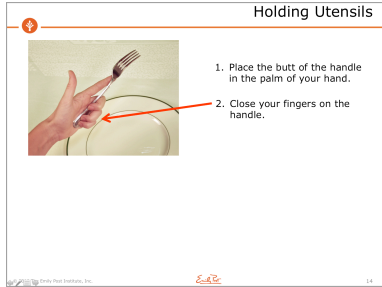 Holding Utensils
1. Place the butt of the handle
in the palm of your hand.
2. Close your fingers on the
handle.
The Emily Post Institute, Inc.
14